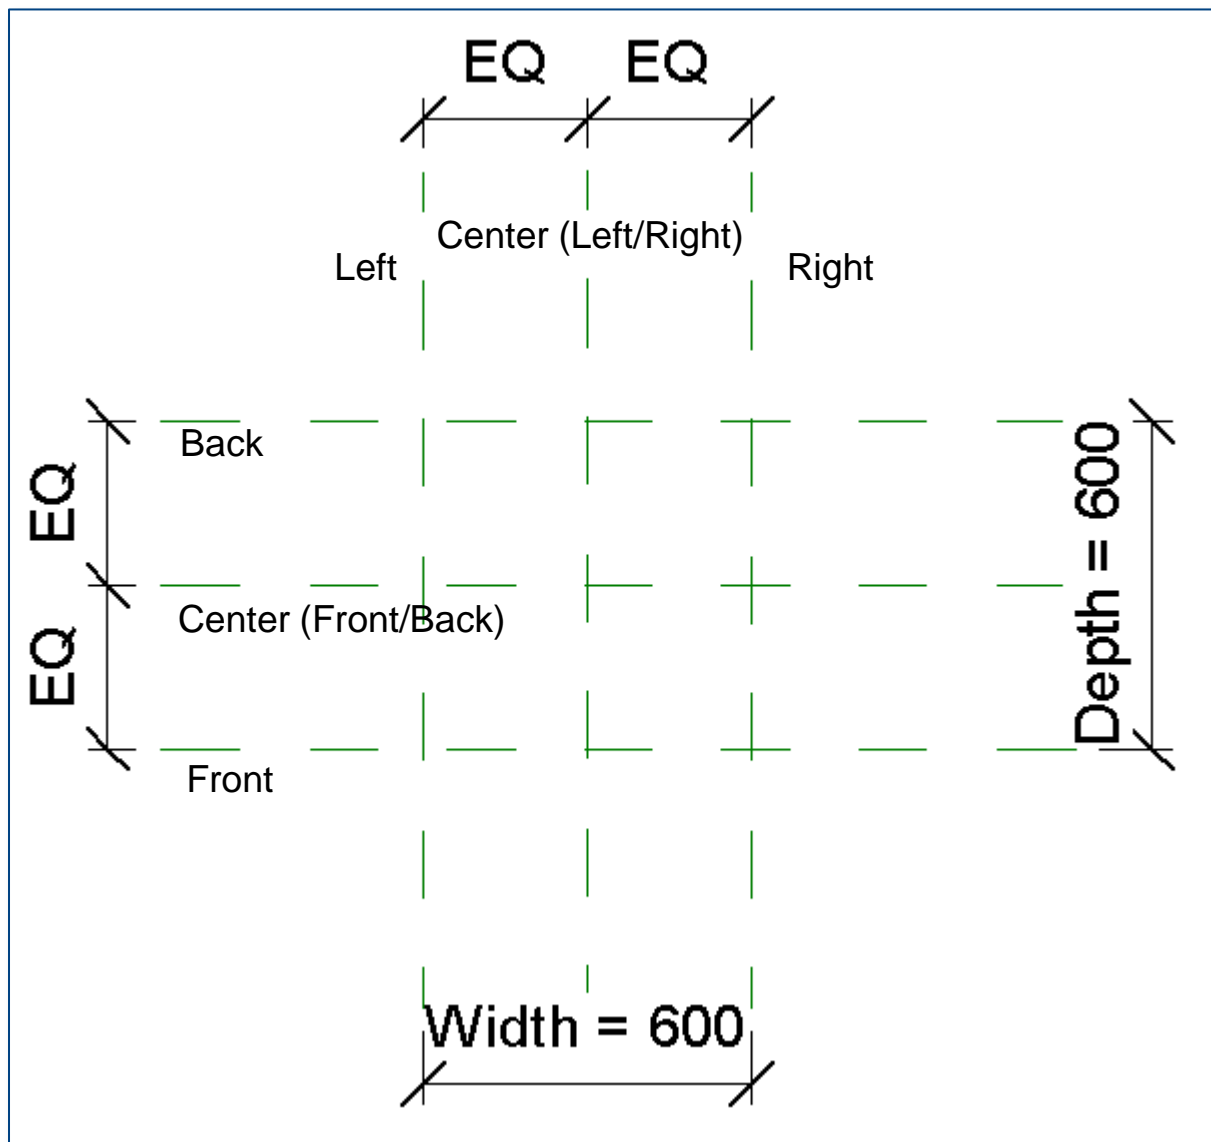 EQ EQ
Center (Left/Right)
Left
Right
Back
EQ
Depth = 600
Center (Front/Back)
EQ
Front
Width = 600